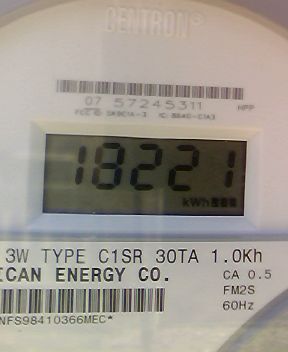 CENTRON®
07 57245311 NPP
18221
kWh
3W TYPE C1SR 30TA 1.0Kh
ICAN ENERGY CO. CA 0.5
FM2S
60Hz
NFS98410366MEC*